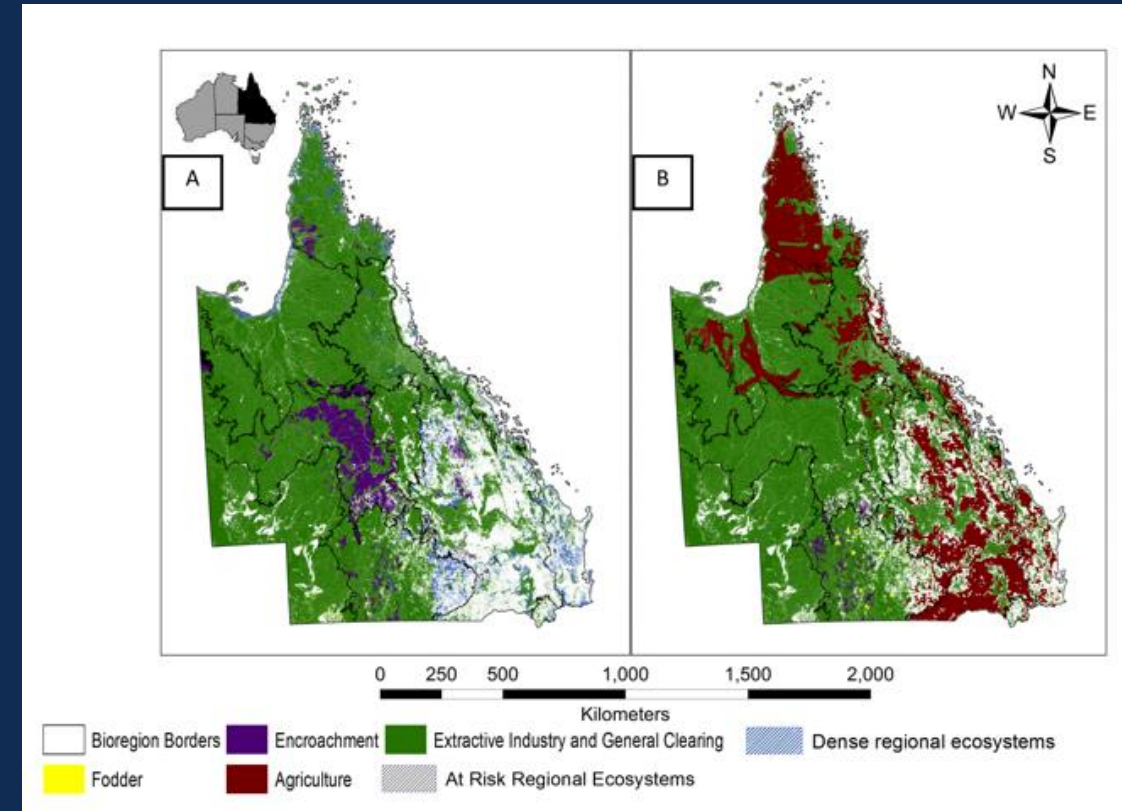 N
W E
S
A
B
0 250 500 1,000 1,500 2,000
Kilometers
Bioregion Borders Encroachment Extractive Industry and General Clearing Dense regional ecosystems
Fodder Agriculture At Risk Regional Ecosystems